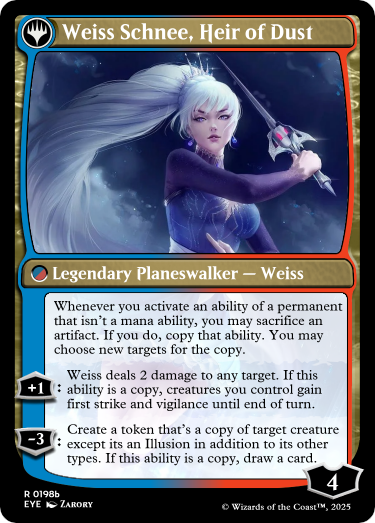 Weiss Schnee, Heir of Dust
Legendary Planeswalker — Weiss
Whenever you activate an ability of a permanent
that isn't a mana ability, you may sacrifice an
artifact. If you do, copy that ability. You may
choose new targets for the copy.
+1: Weiss deals 2 damage to any target. If this
ability is a copy, creatures you control gain
first strike and vigilance until end of turn.
-3: Create a token that's a copy of target creature
except its an Illusion in addition to its other
types. If this ability is a copy, draw a card.
4
R 0198b
EYE ZARORY
© Wizards of the Coast™, 2025